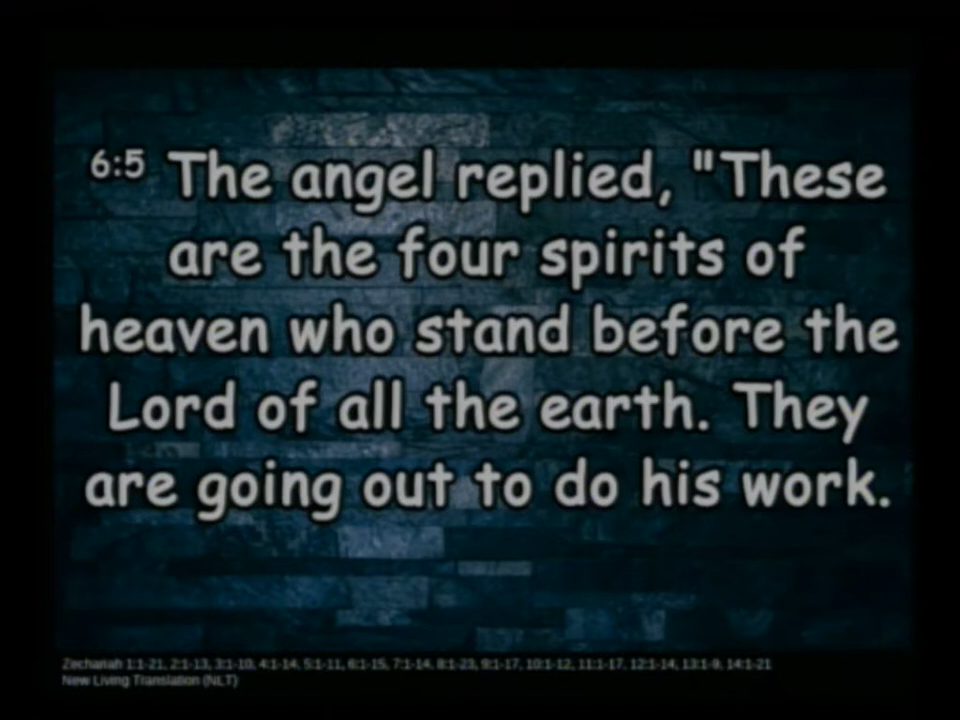 6:5 The angel replied, "These
are the four spirits of
heaven who stand before the
Lord of all the earth. They
are going out to do his work.
Zechariah 1:1-21, 2:1-13, 3:1-10, 4:1-14, 5:1-11, 6:1-15, 7:1-14, 8:1-23, 9:1-17, 10:1-12, 11:1-17, 12:1-14, 13:1-9, 14:1-21
New Living Translation (NLT)